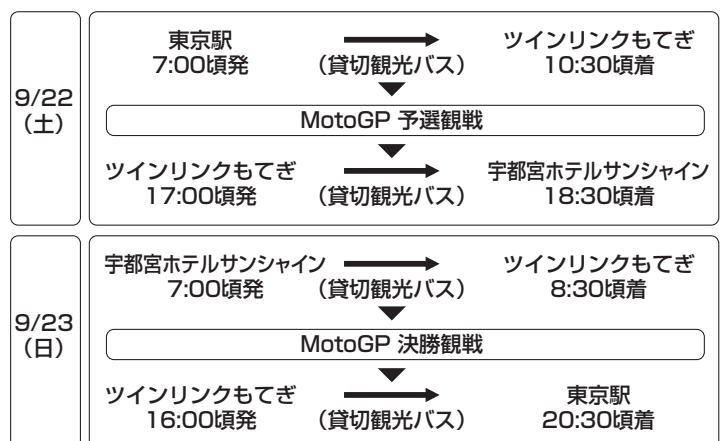 9/22
（土）
東京駅 ツインリンクもてぎ
7:00頃発 （貸切観光バス） 10:30頃着
MotoGP 予選観戦
ツインリンクもてぎ 宇都宮ホテルサンシャイン
17:00頃発 （貸切観光バス） 18:30頃着
9/23
（日）
宇都宮ホテルサンシャイン ツインリンクもてぎ
7:00頃発 （貸切観光バス） 8:30頃着
MotoGP 決勝観戦
ツインリンクもてぎ 東京駅
16:00頃発 （貸切観光バス） 20:30頃着